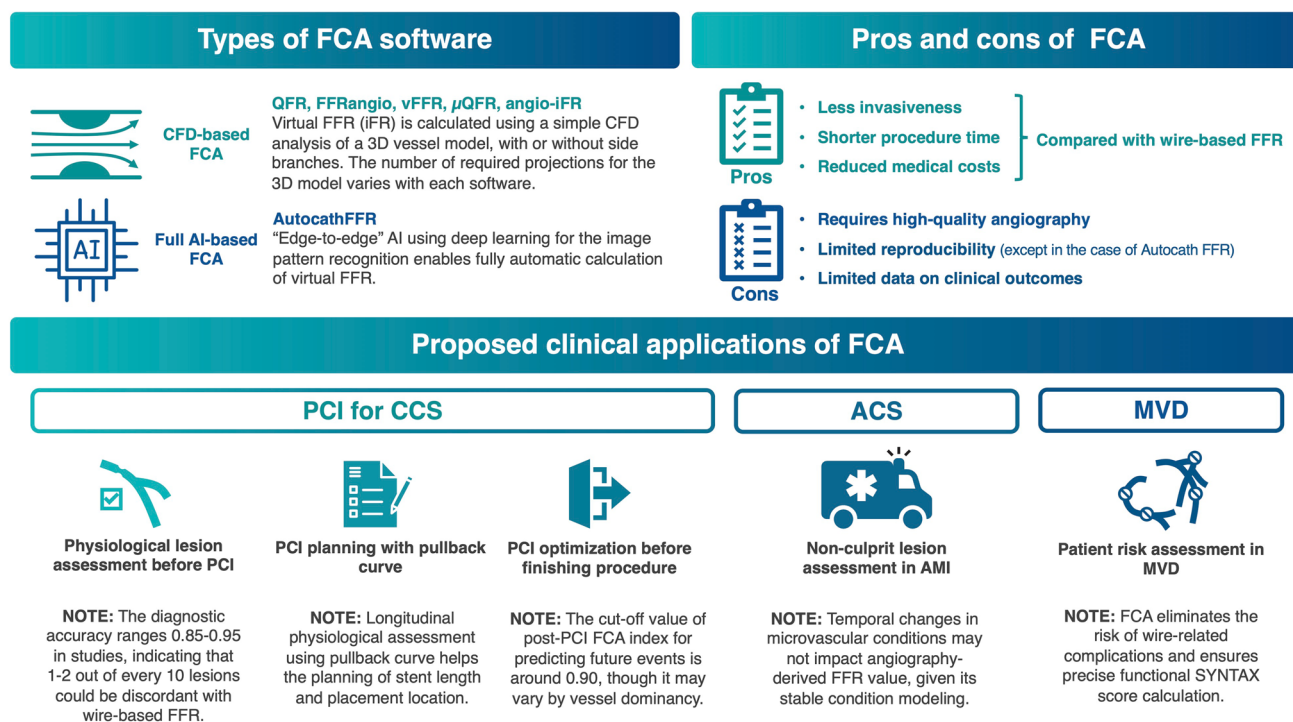 Types of FCA software
CFD-based
FCA
QFR, FFRangio, vFFR, µQFR, angio-iFR
Virtual FFR (iFR) is calculated using a simple CFD
analysis of a 3D vessel model, with or without side
branches. The number of required projections for the
3D model varies with each software.
AI
Full AI-based
FCA
AutocathFFR
“Edge-to-edge” AI using deep learning for the image
pattern recognition enables fully automatic calculation
of virtual FFR.
Pros and cons of FCA
Pros
• Less invasiveness
• Shorter procedure time
• Reduced medical costs
Compared with wire-based FFR
Cons
• Requires high-quality angiography
• Limited reproducibility (except in the case of Autocath FFR)
• Limited data on clinical outcomes
Proposed clinical applications of FCA
PCI for CCS
Physiological lesion
assessment before PCI
NOTE: The diagnostic
accuracy ranges 0.85-0.95
in studies, indicating that
1-2 out of every 10 lesions
could be discordant with
wire-based FFR.
PCI planning with pullback
curve
NOTE: Longitudinal
physiological assessment
using pullback curve helps
the planning of stent length
and placement location.
PCI optimization before
finishing procedure
NOTE: The cut-off value of
post-PCI FCA index for
predicting future events is
around 0.90, though it may
vary by vessel dominancy.
ACS
Non-culprit lesion
assessment in AMI
NOTE: Temporal changes in
microvascular conditions may
not impact angiography-
derived FFR value, given its
stable condition modeling.
MVD
Patient risk assessment in
MVD
NOTE: FCA eliminates the
risk of wire-related
complications and ensures
precise functional SYNTAX
score calculation.